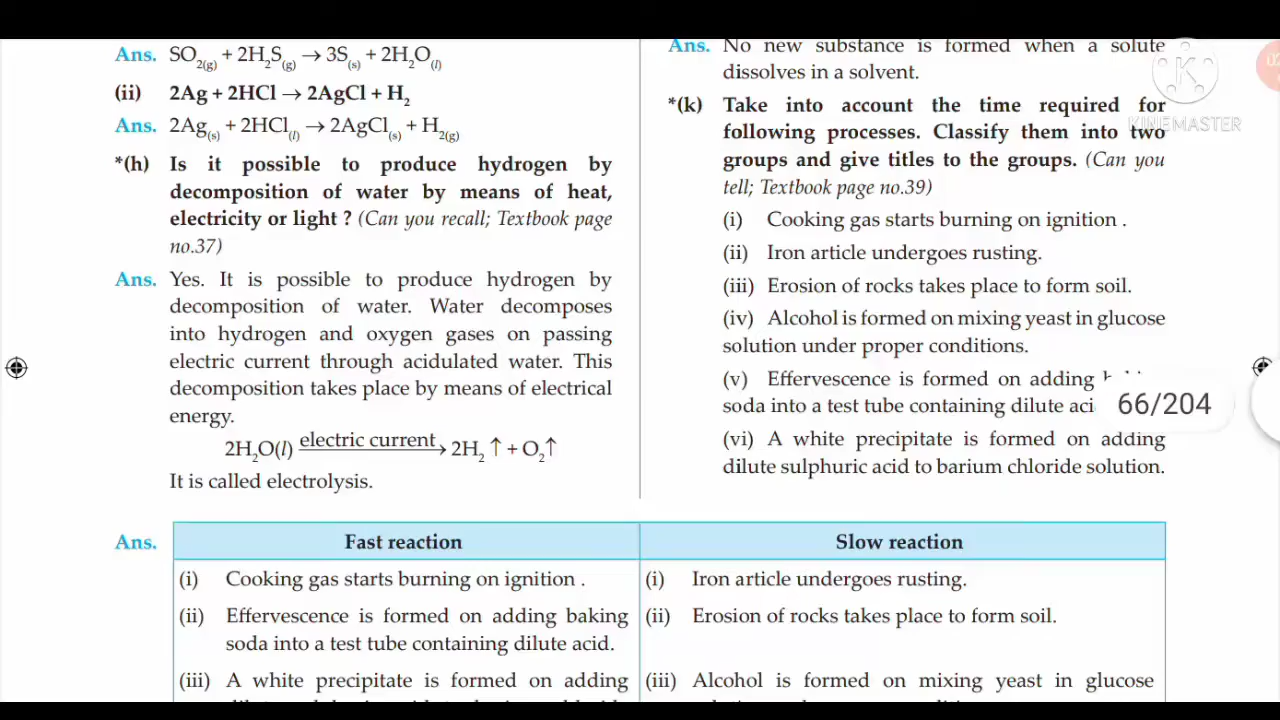 Ans. SO2(g) + 2H2S(g) → 3S(s) + 2H2O(l)
(ii) 2Ag + 2HCl → 2AgCl + H2
Ans. 2Ag(s) + 2HCl(l) → 2AgCl(s) + H2(g)
*(h) Is it possible to produce hydrogen by
decomposition of water by means of heat,
electricity or light ? (Can you recall; Textbook page
no.37)
Ans. Yes. It is possible to produce hydrogen by
decomposition of water. Water decomposes
into hydrogen and oxygen gases on passing
electric current through acidulated water. This
decomposition takes place by means of electrical
energy.
2H2O(l) electric current→ 2H2 ↑ + O2↑
It is called electrolysis.
Ans. No new substance is formed when a solute
dissolves in a solvent.
*(k) Take into account the time required for
following processes. Classify them into two
groups and give titles to the groups. (Can you
tell; Textbook page no.39)
(i) Cooking gas starts burning on ignition .
(ii) Iron article undergoes rusting.
(iii) Erosion of rocks takes place to form soil.
(iv) Alcohol is formed on mixing yeast in glucose
solution under proper conditions.
(v) Effervescence is formed on adding
soda into a test tube containing dilute aci
(vi) A white precipitate is formed on adding
dilute sulphuric acid to barium chloride solution.
KINEMASTER
66/204
Ans. Fast reaction Slow reaction
(i) Cooking gas starts burning on ignition . (i) Iron article undergoes rusting.
(ii) Effervescence is formed on adding baking (ii) Erosion of rocks takes place to form soil.
soda into a test tube containing dilute acid.
(iii) A white precipitate is formed on adding (iii) Alcohol is formed on mixing yeast in glucose